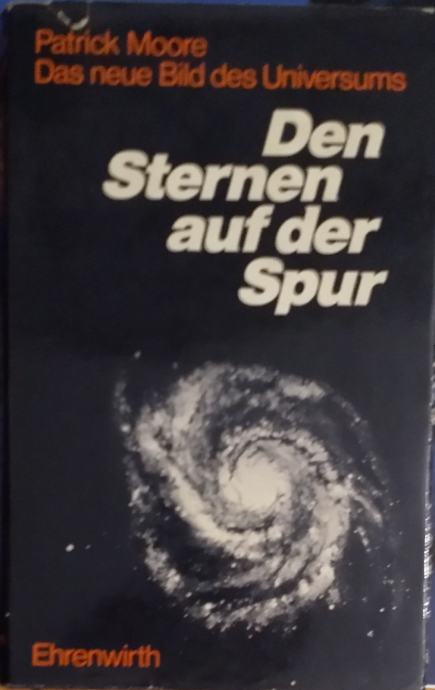 Patrick Moore
Das neue Bild des Universums
Den
Sternen
auf der
Spur
Ehrenwirth